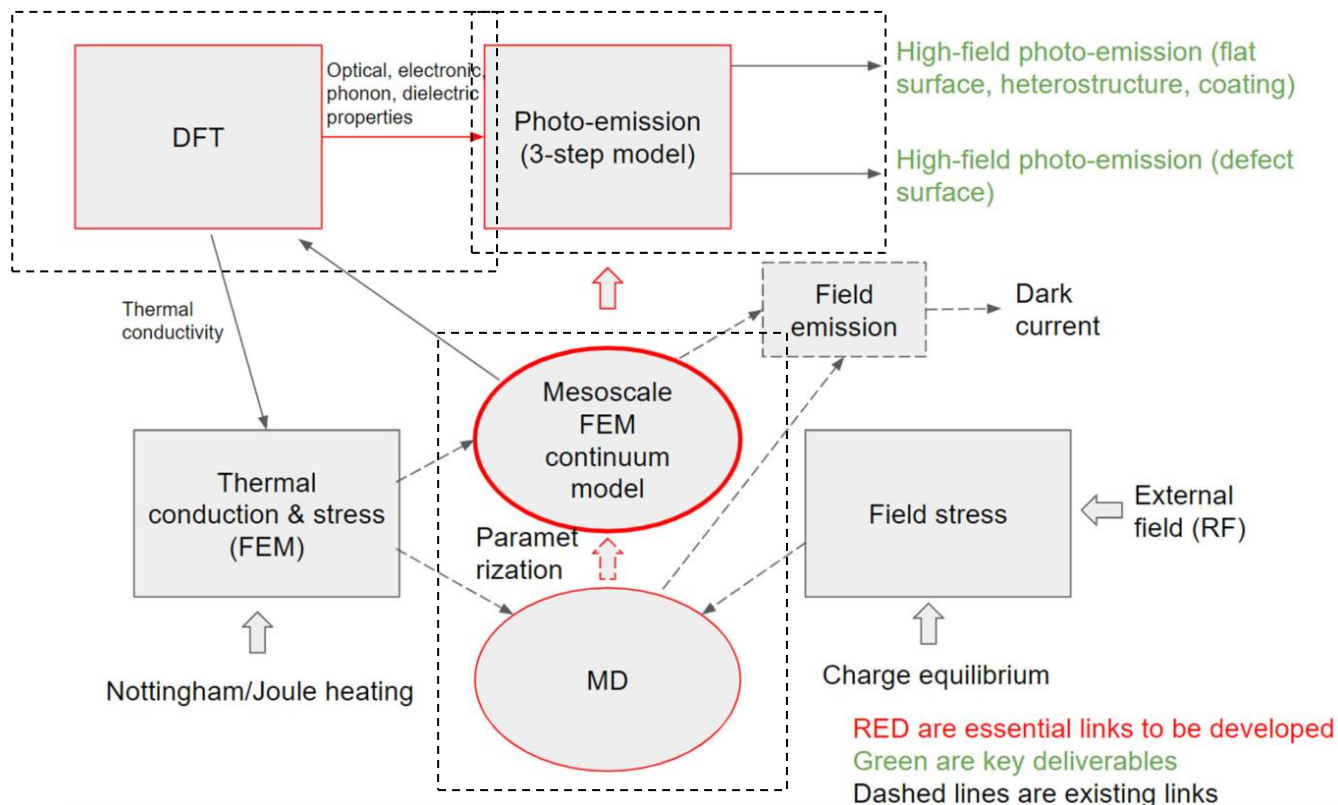 DFT
Optical, electronic,
phonon, dielectric
properties
Photo-emission
(3-step model)
High-field photo-emission (flat
surface, heterostructure, coating)
High-field photo-emission (defect
surface)
Thermal
conductivity
Field
emission
Dark
current
Mesoscale
FEM
continuum
model
Thermal
conduction & stress
(FEM)
Field stress
External
field (RF)
Paramet
rization
MD
Nottingham/Joule heating
Charge equilibrium
RED are essential links to be developed
Green are key deliverables
Dashed lines are existing links